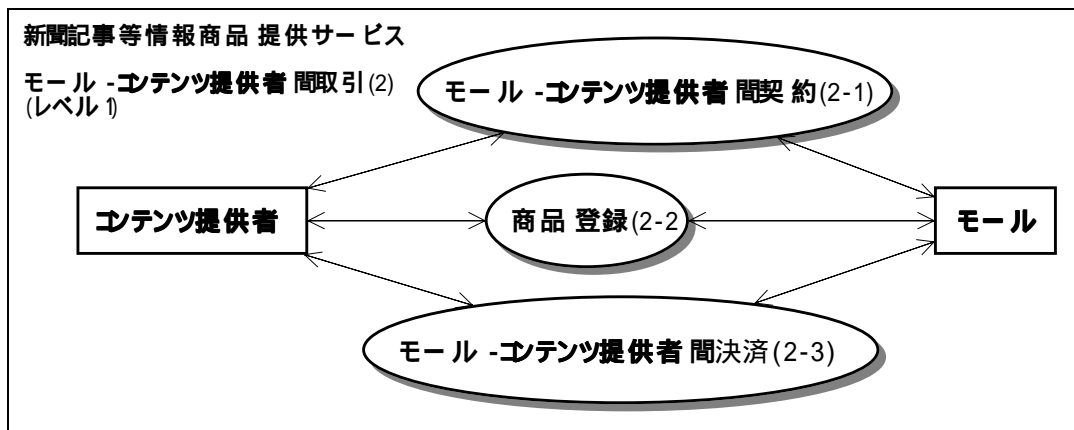 新聞記事等情報商品 提供サービス
モール -コンテンツ提供者 間取引(2)
(レベル 1)
モール -コンテンツ提供者 間契 約(2-1)
コンテンツ提供者
商品 登録(2-2
モール
モール -コンテンツ提供者 間決済(2-3)